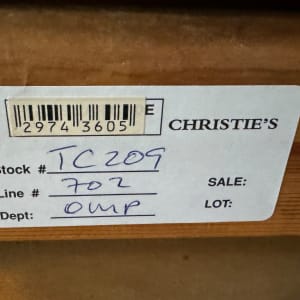 E
2974 3605
CHRISTIE'S
Stock # TC209
Line # 702
SALE:
Dept: OMP
LOT: